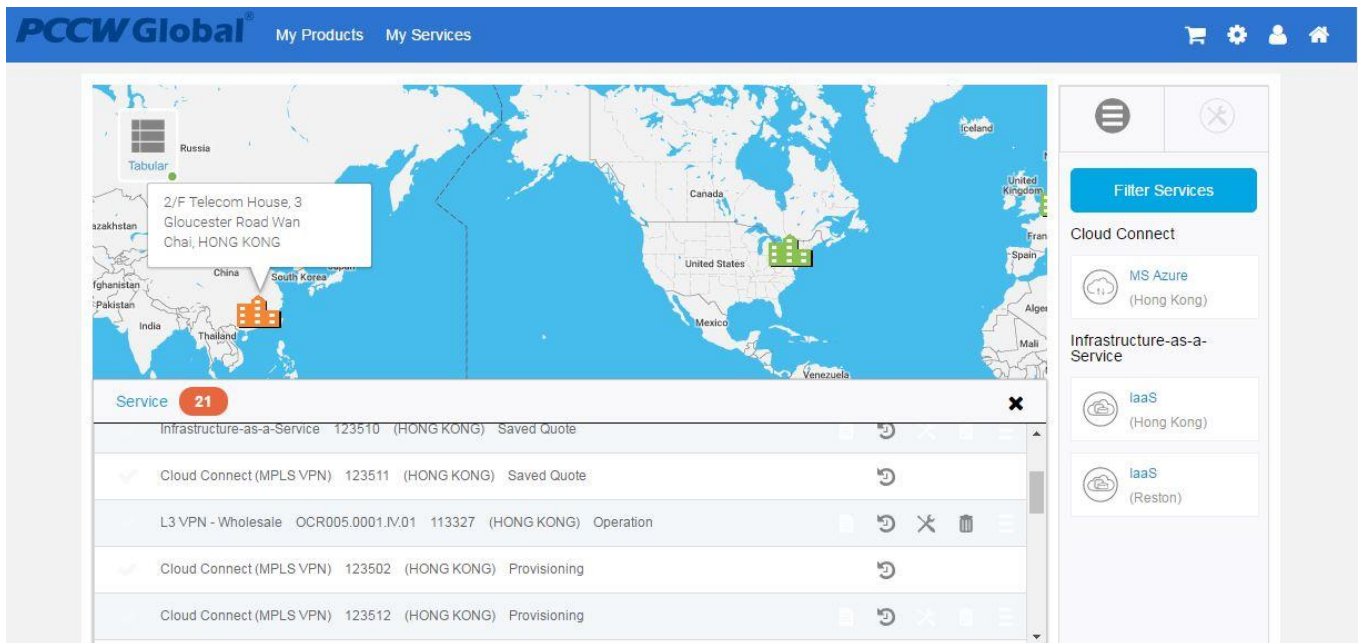 PCCW Global®
My Products My Services
Tabular
Russia
Iceland
Canada
United
Kingdom
2/F Telecom House, 3
Gloucester Road Wan
Chai, HONG KONG
Fran
Spain
azakhstan
United States
China
South Korea
fghanistan
Pakistan
Alger
India
Thailand
Mexico
Mali
Venezuela
Service 21
Infrastructure-as-a-Service 123510 (HONG KONG) Saved Quote
Cloud Connect (MPLS VPN) 123511 (HONG KONG) Saved Quote
L3 VPN - Wholesale OCR005.0001.IV.01 113327 (HONG KONG) Operation
Cloud Connect (MPLS VPN) 123502 (HONG KONG) Provisioning
Cloud Connect (MPLS VPN) 123512 (HONG KONG) Provisioning
Filter Services
Cloud Connect
MS Azure
(Hong Kong)
Infrastructure-as-a-
Service
IaaS
(Hong Kong)
IaaS
(Reston)